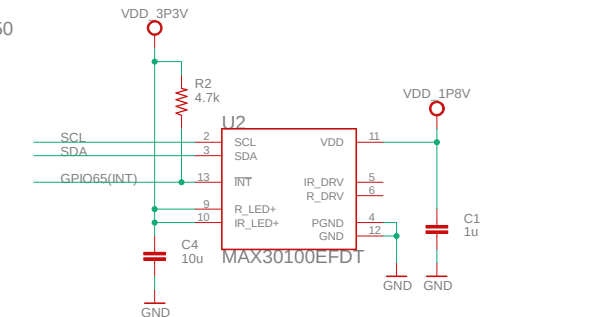 VDD_3P3V
50
R2
4.7k
VDD_1P8V
U2
SCL 2 SCL VDD 11
SDA 3 SDA
GPIO65(INT) 13 INT IR_DRV 5
R_DRV 6
9 R_LED+ PGND 4
10 IR_LED+ GND 12
C1
1u
C4
10u
MAX30100EFDT
GND GND
GND